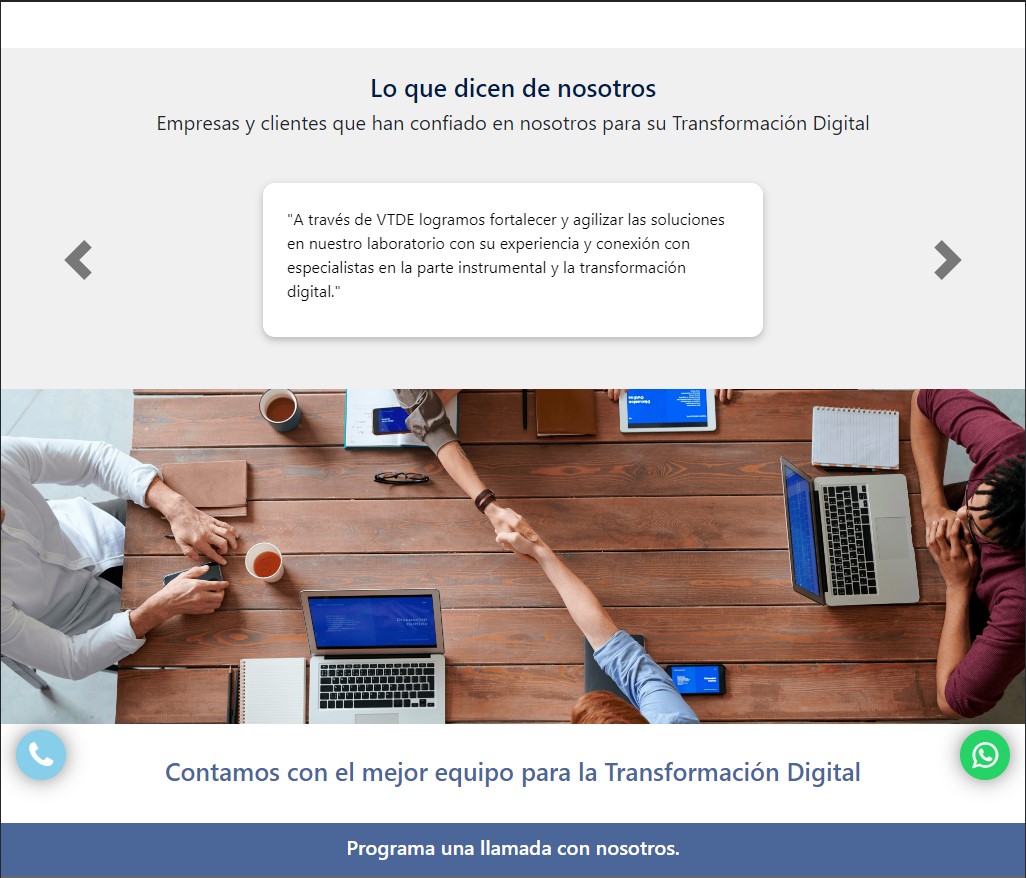 Lo que dicen de nosotros
Empresas y clientes que han confiado en nosotros para su Transformación Digital
"A través de VTDE logramos fortalecer y agilizar las soluciones
en nuestro laboratorio con su experiencia y conexión con
especialistas en la parte instrumental y la transformación
digital."
Contamos con el mejor equipo para la Transformación Digital
Programa una llamada con nosotros.